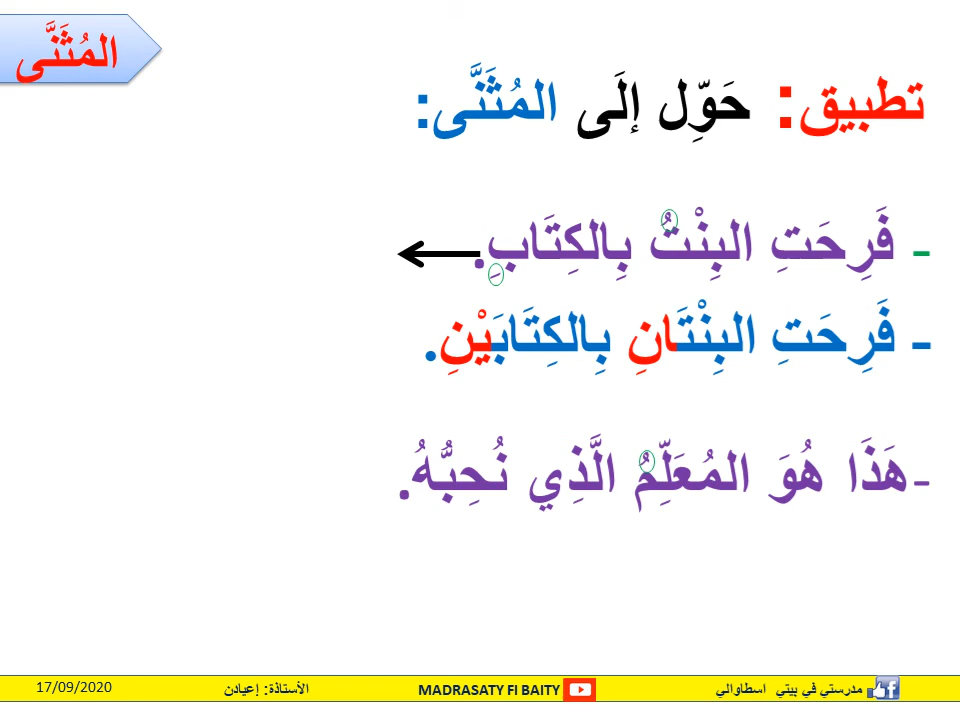 المُثَنَّى
تطبيق: حَوِّل إلَى المُثَنَّى:
- فَرِحَتِ البِنْتُ بِالكِتَابِ.
- فَرِحَتِ البِنْتَانِ بِالكِتَابَيْنِ.
-هَذَا هُوَ المُعَلِّمُ الَّذِي نُحِبُّهُ.
مدرستي في بيتي اسطاوالي MADRASATY FI BAITY الأستاذة: إعيادن 17/09/2020